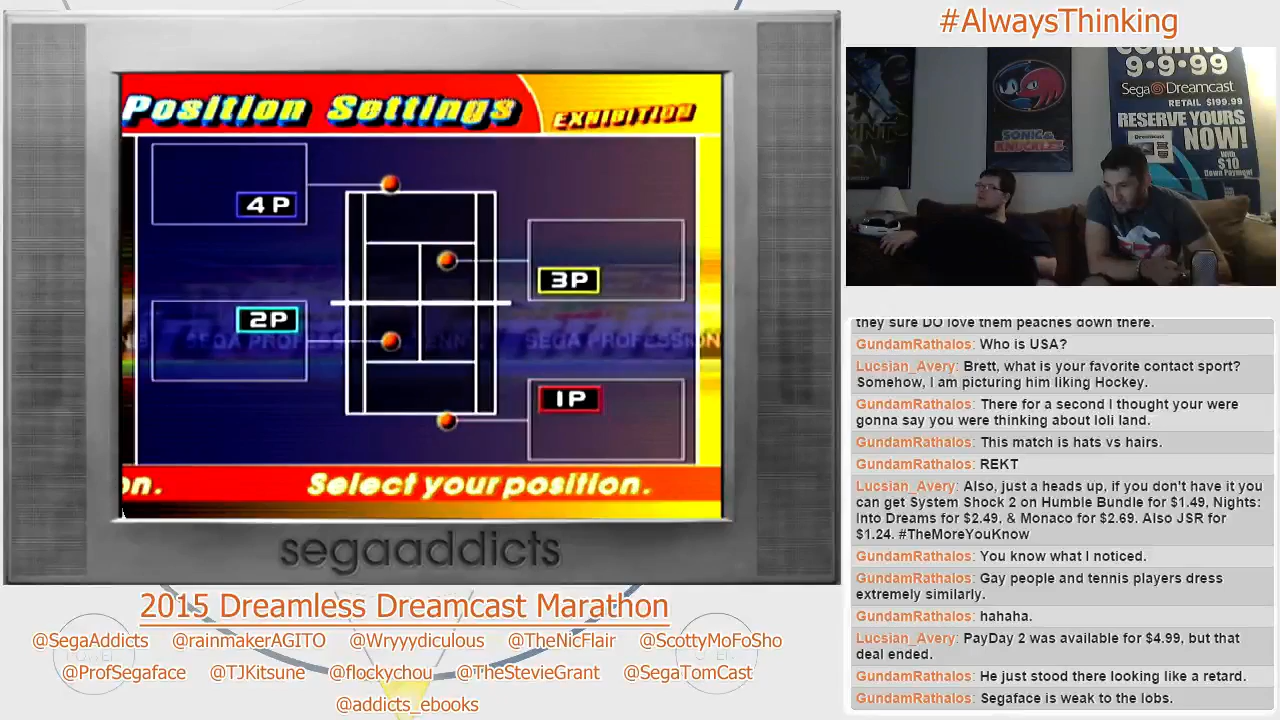 #AlwaysThinking
Position Settings
EXHIBITION
4P
3P
2P
1P
SEGA PROFESSION
on.
Select your position.
segaaddicts
COMING
9·9·99
Sega Dreamcast
RETAIL $199.99
RESERVE YOURS
NOW!
WITH
$10
Down Payment
SONIC &
KNUCKLES
they sure DO love them peaches down there.
GundamRathalos: Who is USA?
Lucsian_Avery: Brett, what is your favorite contact sport?
Somehow, I am picturing him liking Hockey.
GundamRathalos: There for a second I thought your were
gonna say you were thinking about loli land.
GundamRathalos: This match is hats vs hairs.
GundamRathalos: REKT
Lucsian_Avery: Also, just a heads up, if you don't have it you
can get System Shock 2 on Humble Bundle for $1.49, Nights:
Into Dreams for $2.49, & Monaco for $2.69. Also JSR for
$1.24. #TheMoreYouKnow
GundamRathalos: You know what I noticed.
GundamRathalos: Gay people and tennis players dress
extremely similarly.
GundamRathalos: hahaha.
Lucsian_Avery: PayDay 2 was available for $4.99, but that
deal ended.
GundamRathalos: He just stood there looking like a retard.
GundamRathalos: Segaface is weak to the lobs.
2015 Dreamless Dreamcast Marathon
@SegaAddicts @rainmakerAGITO @Wryyydiculous @TheNicFlair @ScottyMoFoSho
@ProfSegaface @TJKitsune @flockychou @TheStevieGrant @SegaTomCast
@addicts_ebooks